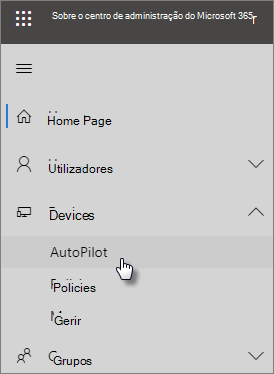 Sobre o centro de administração do Microsoft 365
Home Page
Utilizadores
Devices
AutoPilot
Policies
Gerir
Grupos